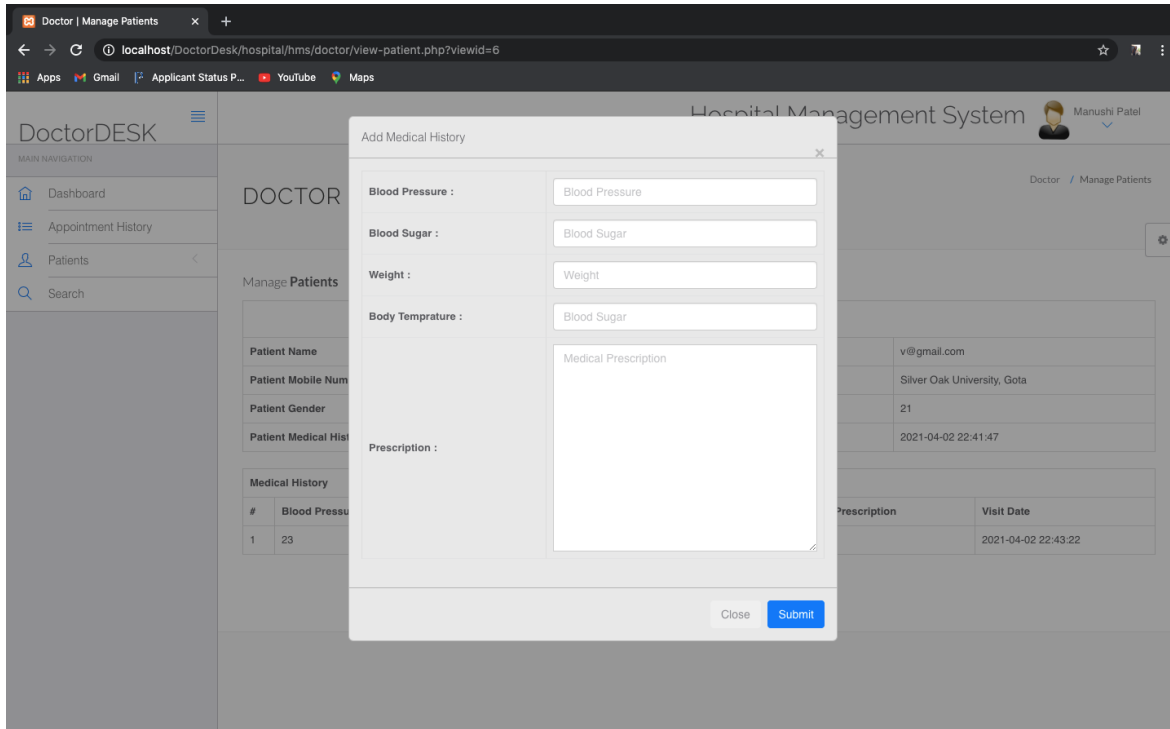 Doctor | Manage Patients
localhost/DoctorDesk/hospital/hms/doctor/view-patient.php?viewid=6
Apps Gmail Applicant Status P... YouTube Maps
DoctorDESK
Hospital Management System
Manushi Patel
MAIN NAVIGATION
Dashboard
Appointment History
Patients
Search
DOCTOR
Doctor / Manage Patients
Manage Patients
Patient Name
v@gmail.com
Patient Mobile Num
Silver Oak University, Gota
Patient Gender
21
Patient Medical Hist
2021-04-02 22:41:47
Medical History
# Blood Pressu Prescription Visit Date
1 23 2021-04-02 22:43:22
Add Medical History
×
Blood Pressure : Blood Pressure
Blood Sugar : Blood Sugar
Weight : Weight
Body Temprature : Blood Sugar
Prescription : Medical Prescription
Close Submit